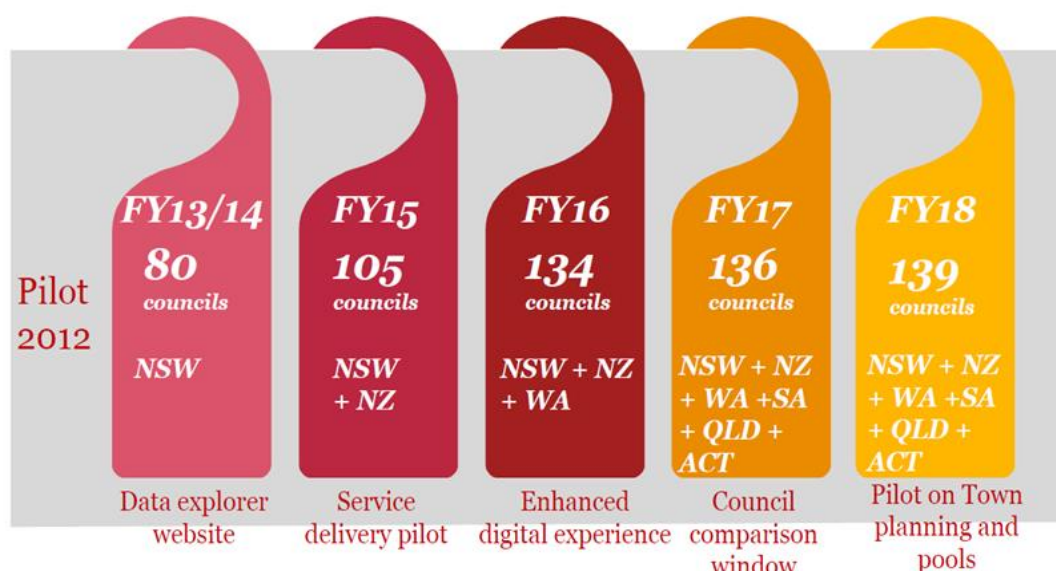 Pilot
2012
FY13/14
80
councils
NSW
Data explorer
website
FY15
105
councils
NSW
+ NZ
Service
delivery pilot
FY16
134
councils
NSW + NZ
+ WA
Enhanced
digital experience
FY17
136
councils
NSW + NZ
+ WA +SA
+ QLD +
ACT
Council
comparison
window
FY18
139
councils
NSW + NZ
+ WA +SA
+ QLD +
ACT
Pilot on Town
planning and
pools